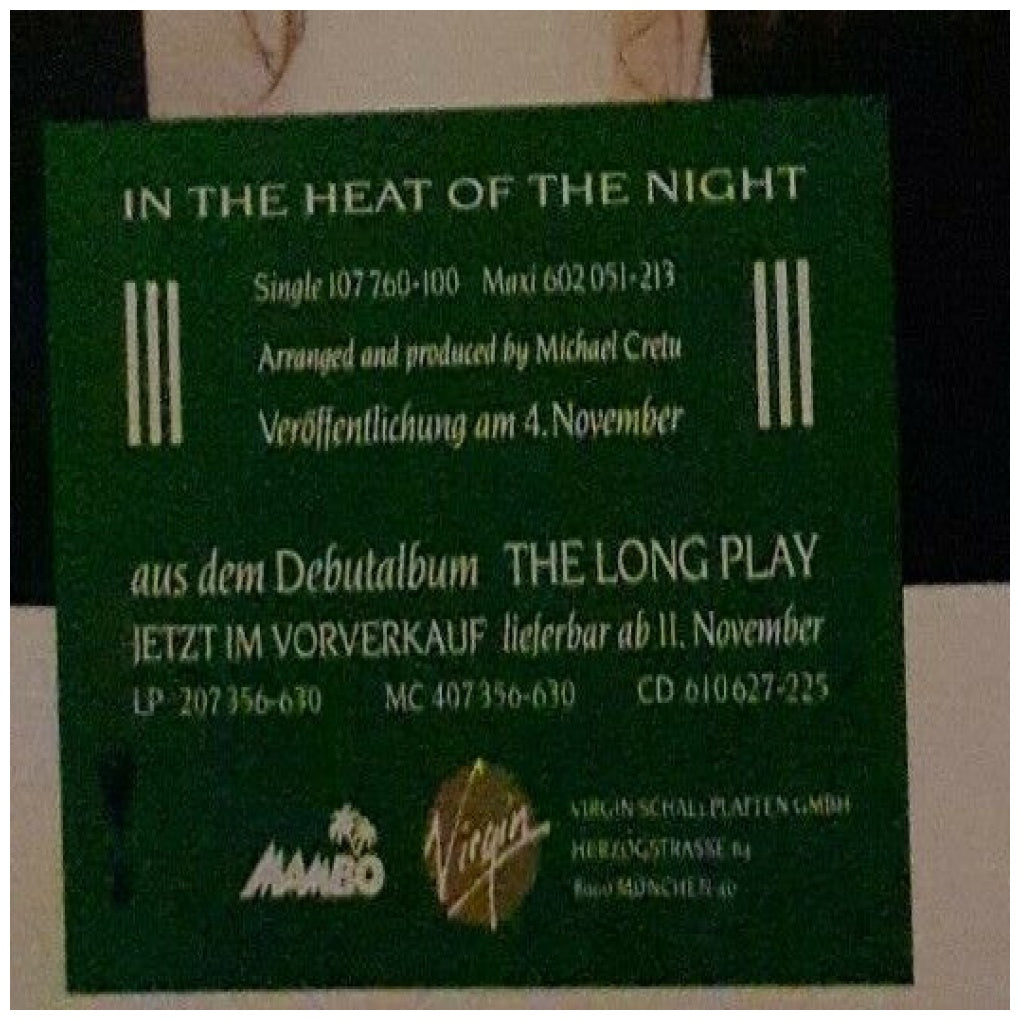 IN THE HEAT OF THE NIGHT
Single 107 760-100 Maxi 602 051-213
Arranged and produced by Michael Cretu
Veröffentlichung am 4. November
aus dem Debutalbum THE LONG PLAY
JETZT IM VORVERKAUF lieferbar ab 11. November
LP 207 356-630 MC 407 356-630 CD 610 627-225
MAMBO
Virgin
VIRGIN SCHALLPLATTEN GMBH
HERZOGSTRASSE 64
8000 MÜNCHEN 40